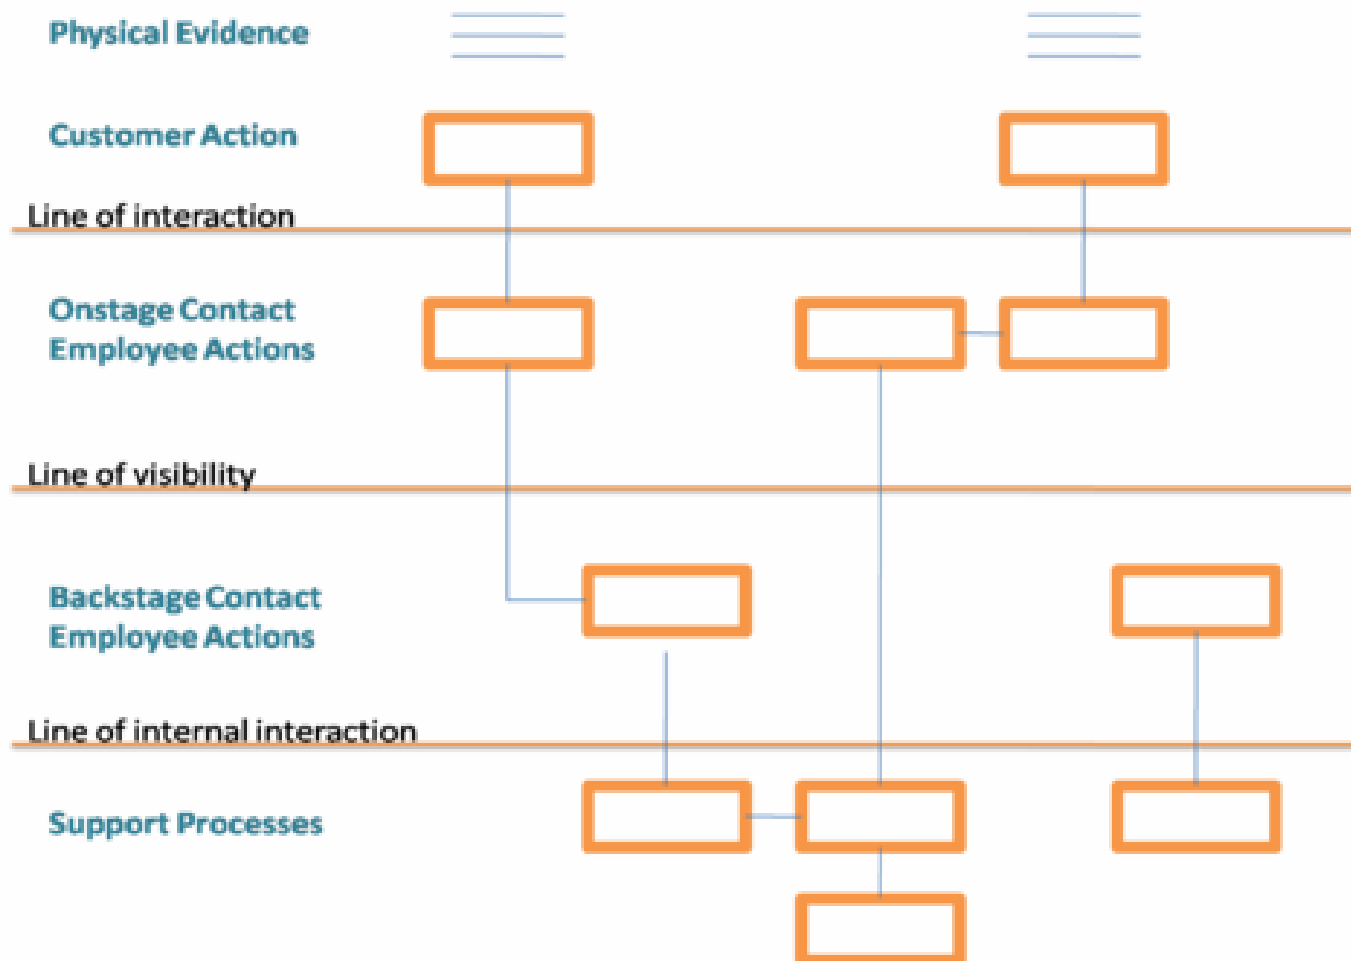 Physical Evidence
Customer Action
Line of interaction
Onstage Contact
Employee Actions
Line of visibility
Backstage Contact
Employee Actions
Line of internal interaction
Support Processes